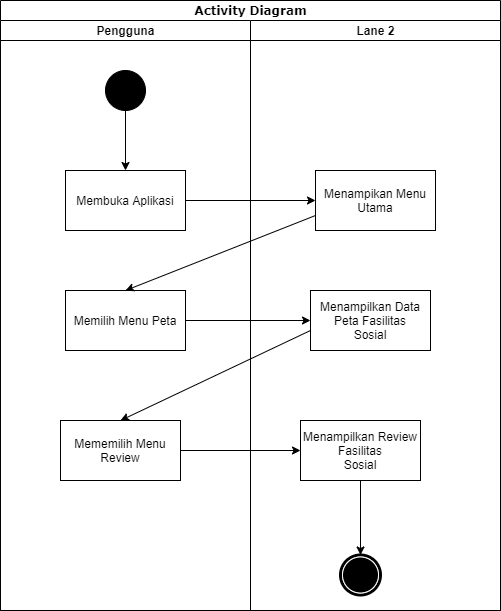 Activity Diagram
Pengguna
Lane 2
Membuka Aplikasi
Menampikan Menu
Utama
Memilih Menu Peta
Menampilkan Data
Peta Fasilitas
Sosial
Mememilih Menu
Review
Menampilkan Review
Fasilitas
Sosial